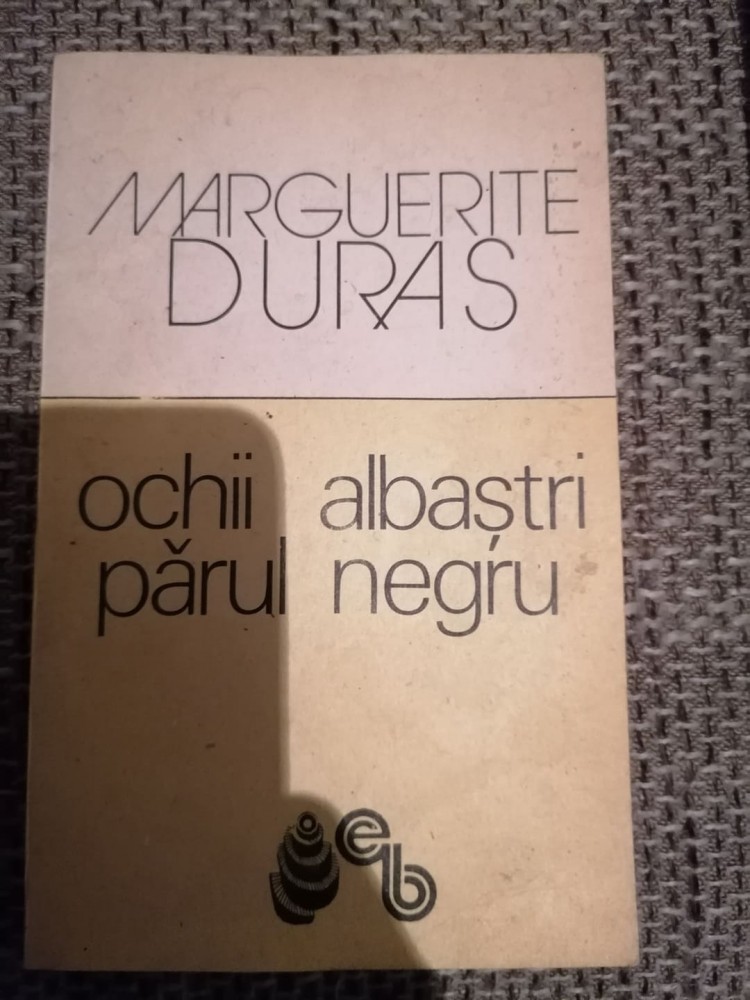 MARGUERITE
DURAS
ochii albaștri
părul negru
eb